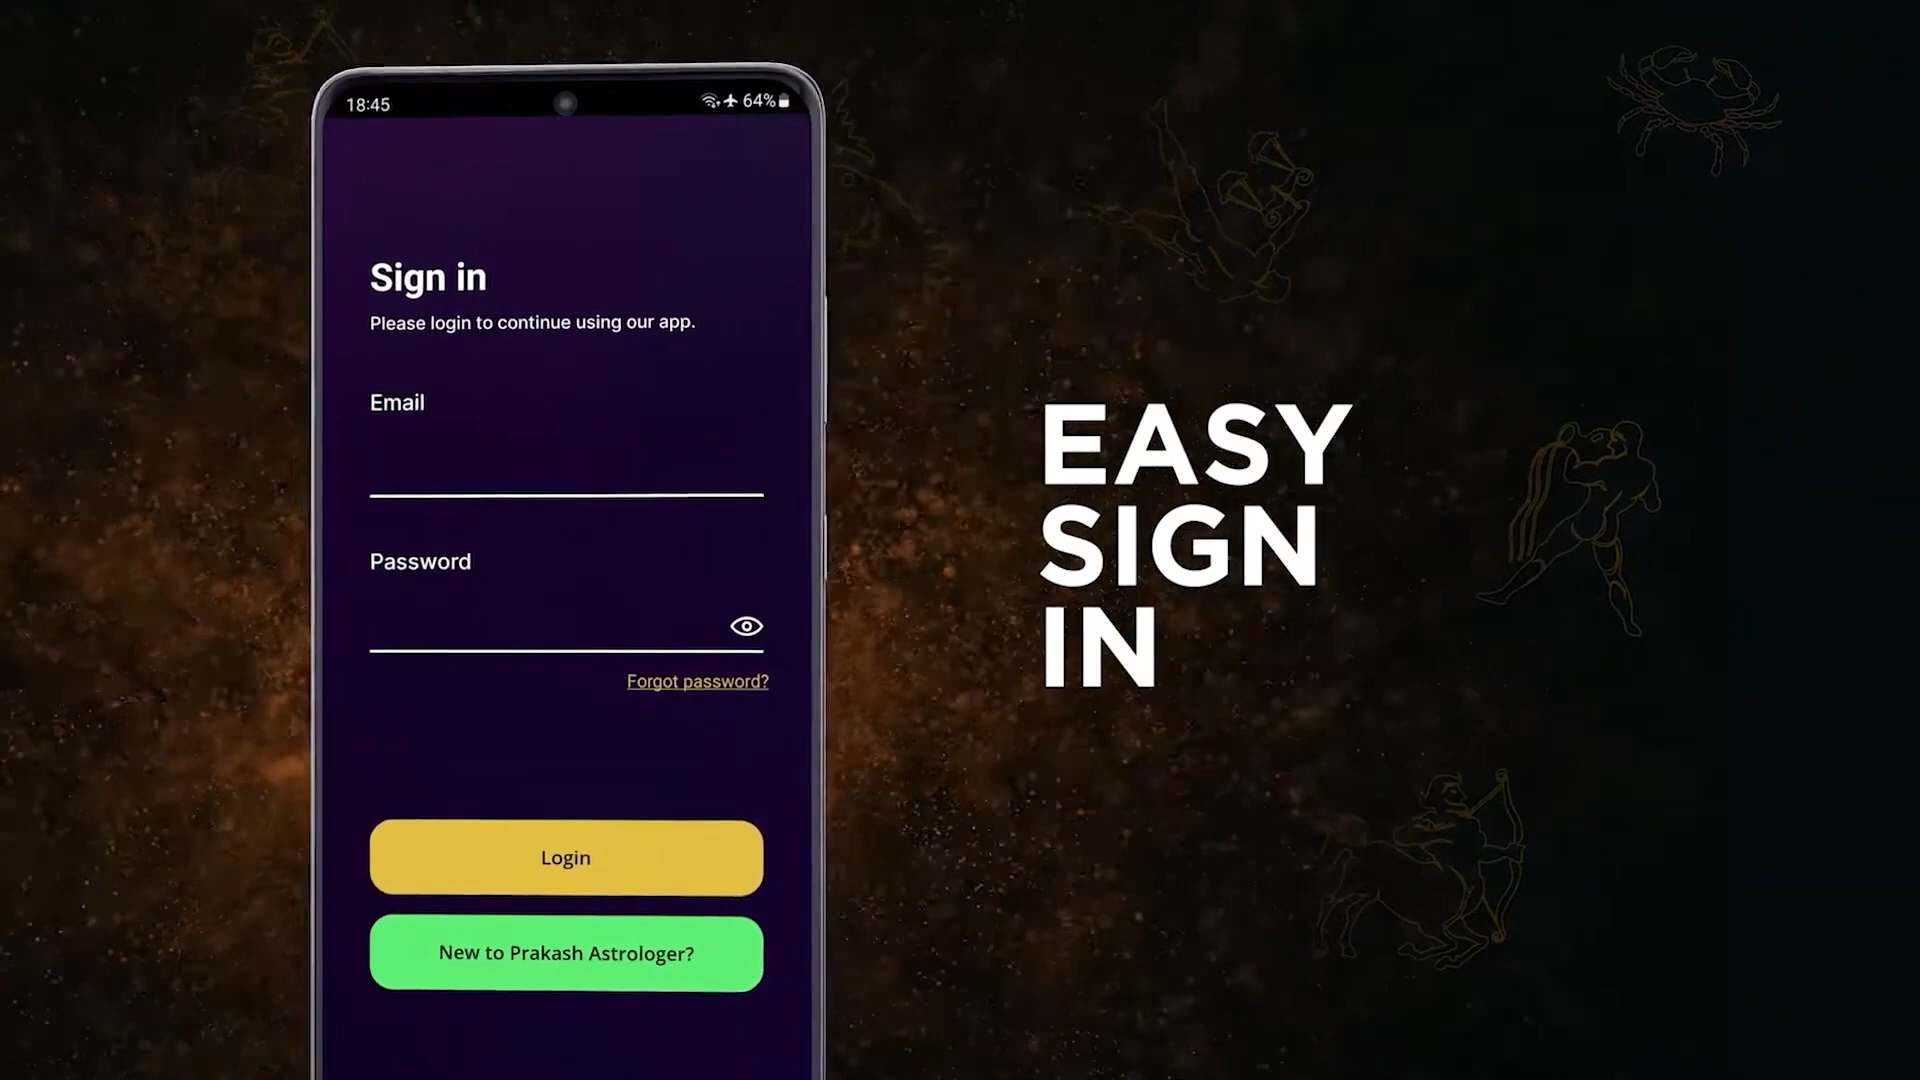 18:45
64%
Sign in
Please login to continue using our app.
Email
Password
Forgot password?
Login
New to Prakash Astrologer?
EASY
SIGN
IN